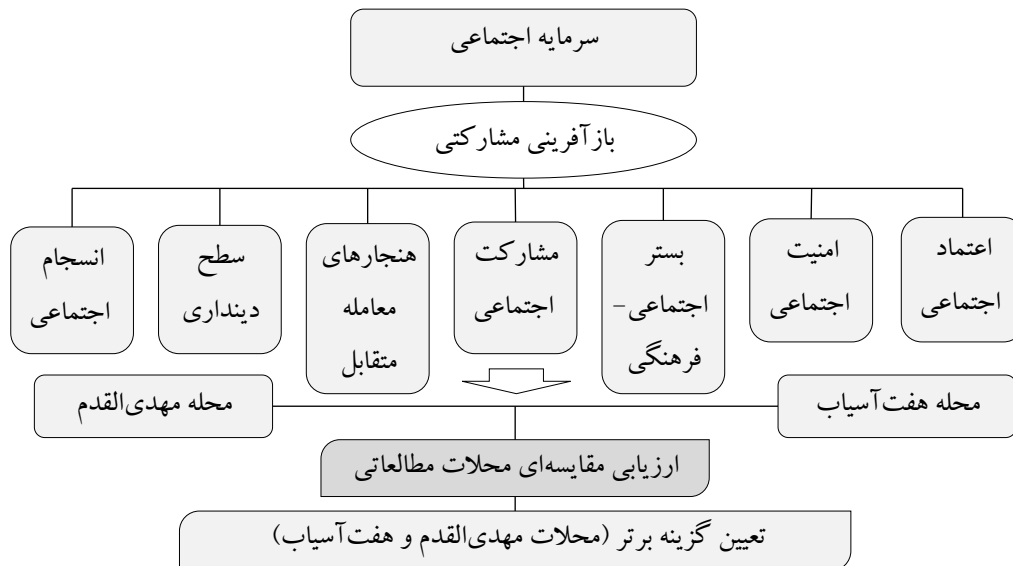 سرمایه اجتماعی
بازآفرینی مشارکتی
اعتماد
اجتماعی
امنیت
اجتماعی
بستر
اجتماعی–
فرهنگی
مشارکت
اجتماعی
هنجارهای
معامله
متقابل
سطح
دینداری
انسجام
اجتماعی
محله هفت‌آسیاب
محله مهدی‌القدم
ارزیابی مقایسه‌ای محلات مطالعاتی
تعیین گزینه برتر (محلات مهدی‌القدم و هفت‌آسیاب)